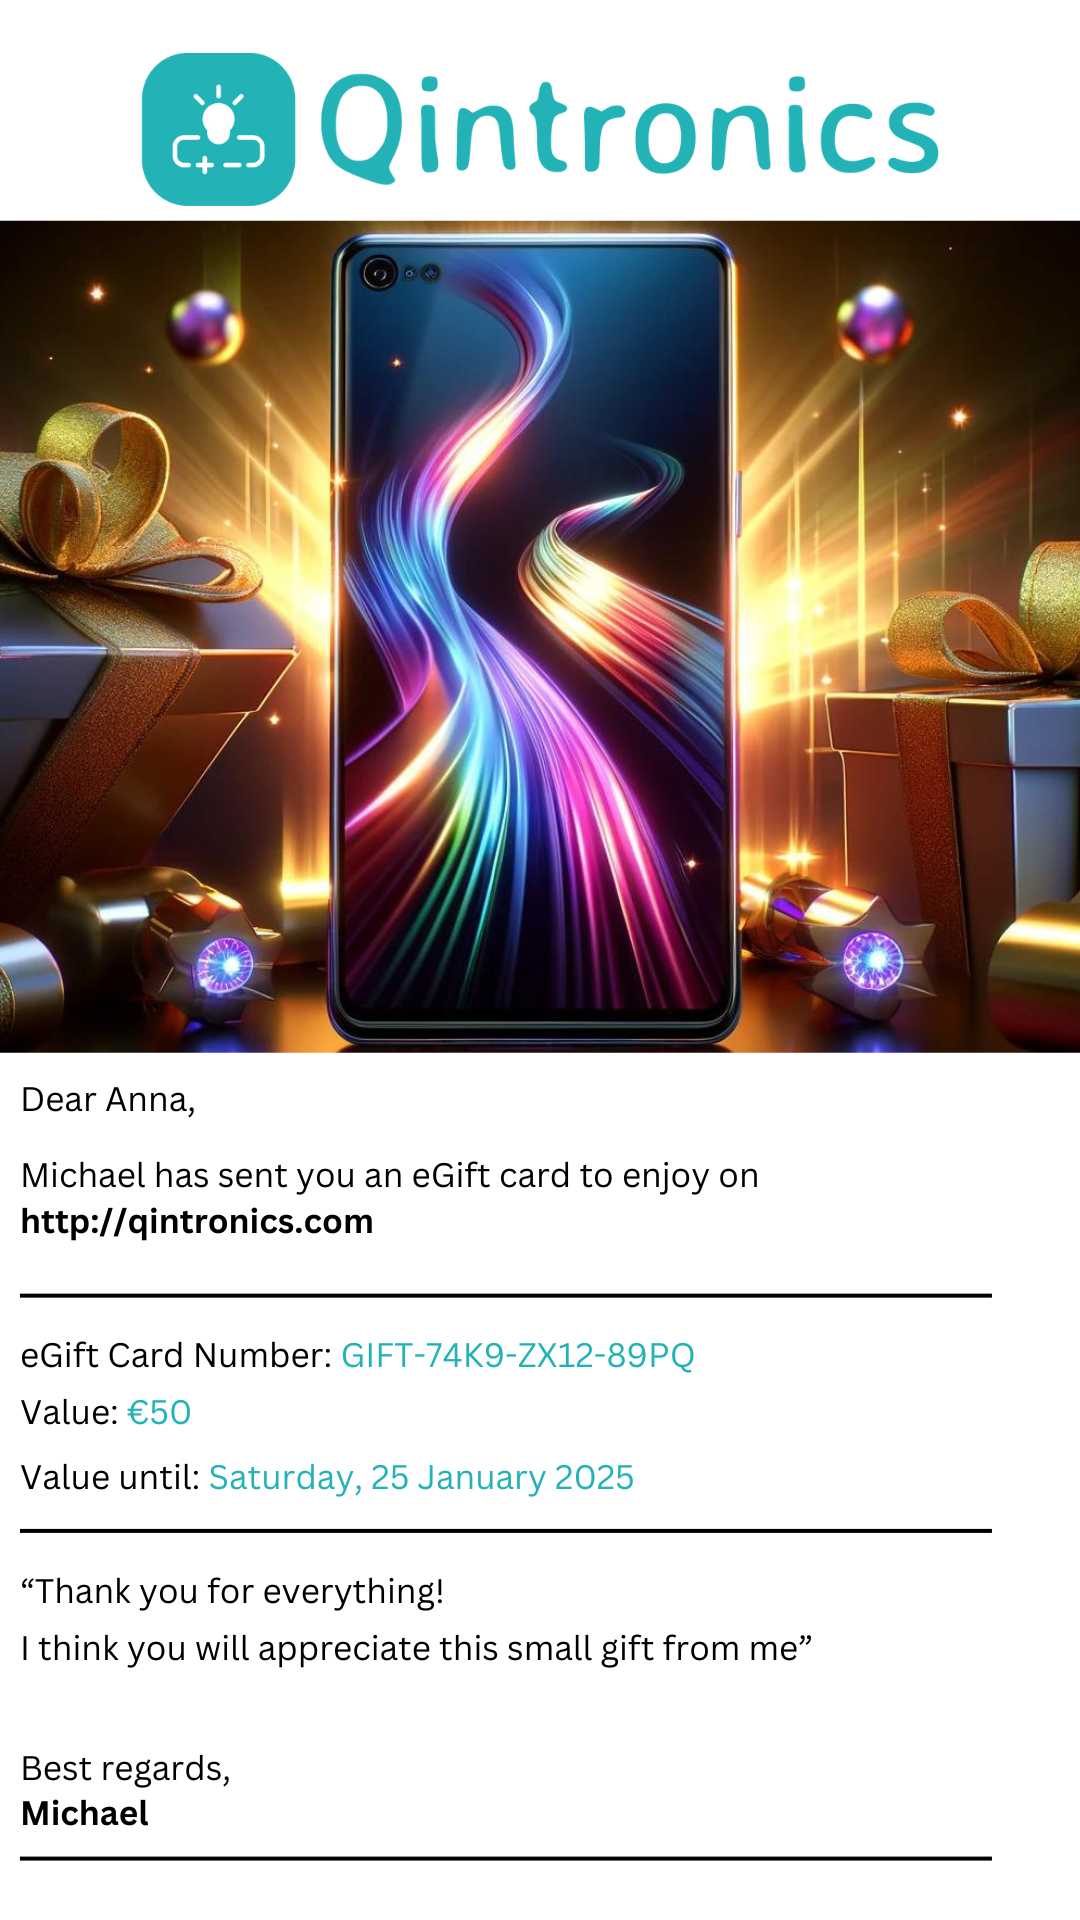 Qintronics
Dear Anna,
Michael has sent you an eGift card to enjoy on
http://qintronics.com
eGift Card Number: GIFT-74K9-ZX12-89PQ
Value: €50
Value until: Saturday, 25 January 2025
“Thank you for everything!
I think you will appreciate this small gift from me”
Best regards,
Michael